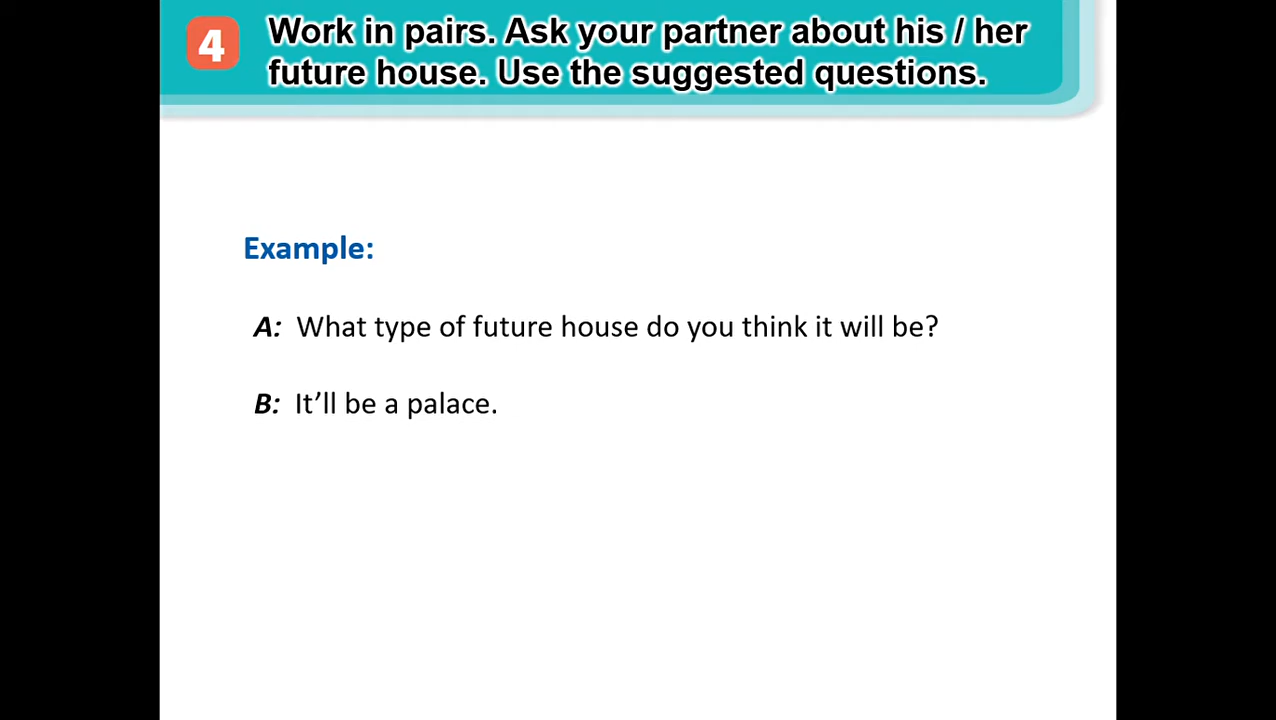 4
Work in pairs. Ask your partner about his / her
future house. Use the suggested questions.
Example:
A: What type of future house do you think it will be?
B: It’ll be a palace.